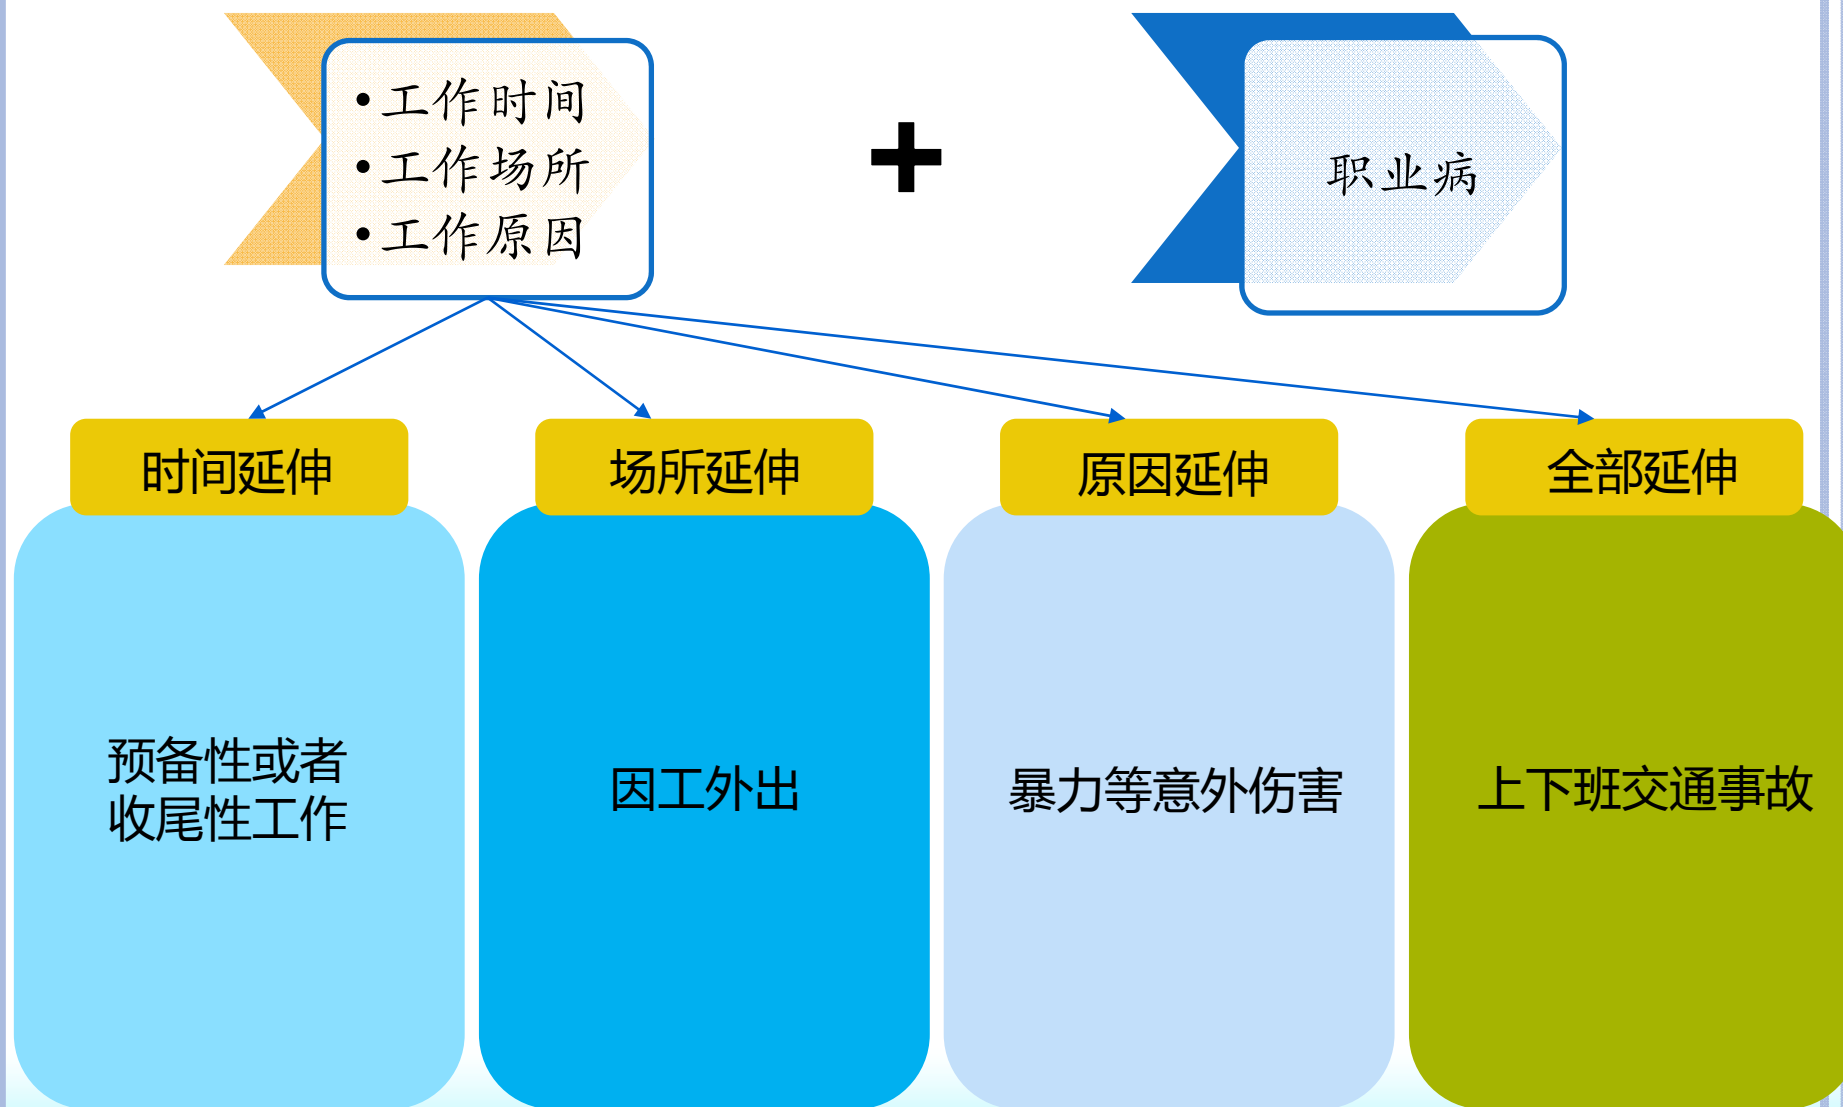 •工作时间
•工作场所
•工作原因
+
职业病
时间延伸
场所延伸
原因延伸
全部延伸
预备性或者
收尾性工作
因工外出
暴力等意外伤害
上下班交通事故